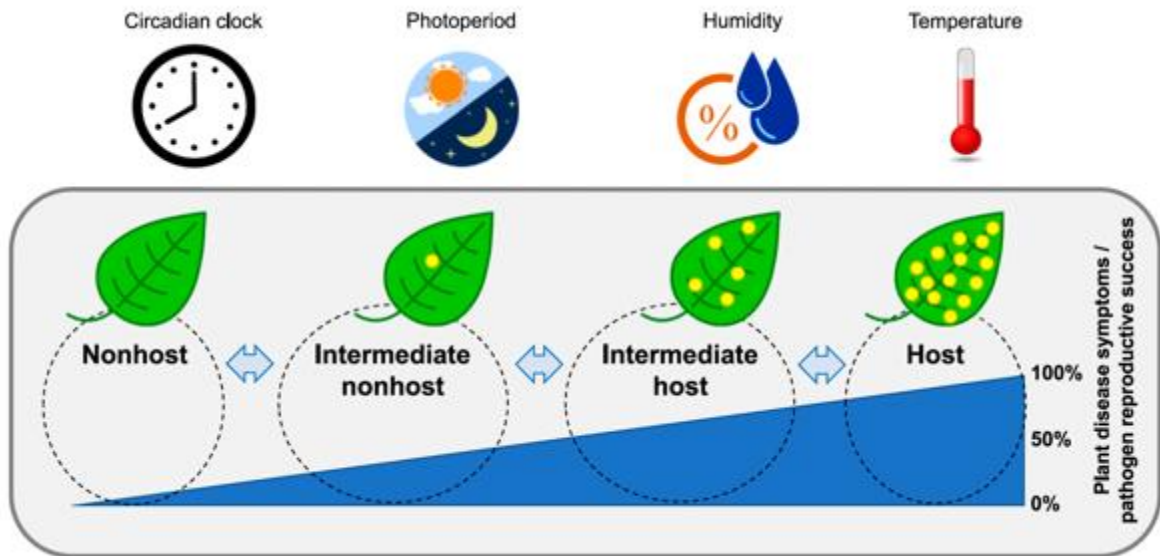 Circadian clock
Photoperiod
Humidity
Temperature
%
Nonhost
Intermediate
nonhost
Intermediate
host
Host
100%
50%
0%
Plant disease symptoms /
pathogen reproductive success